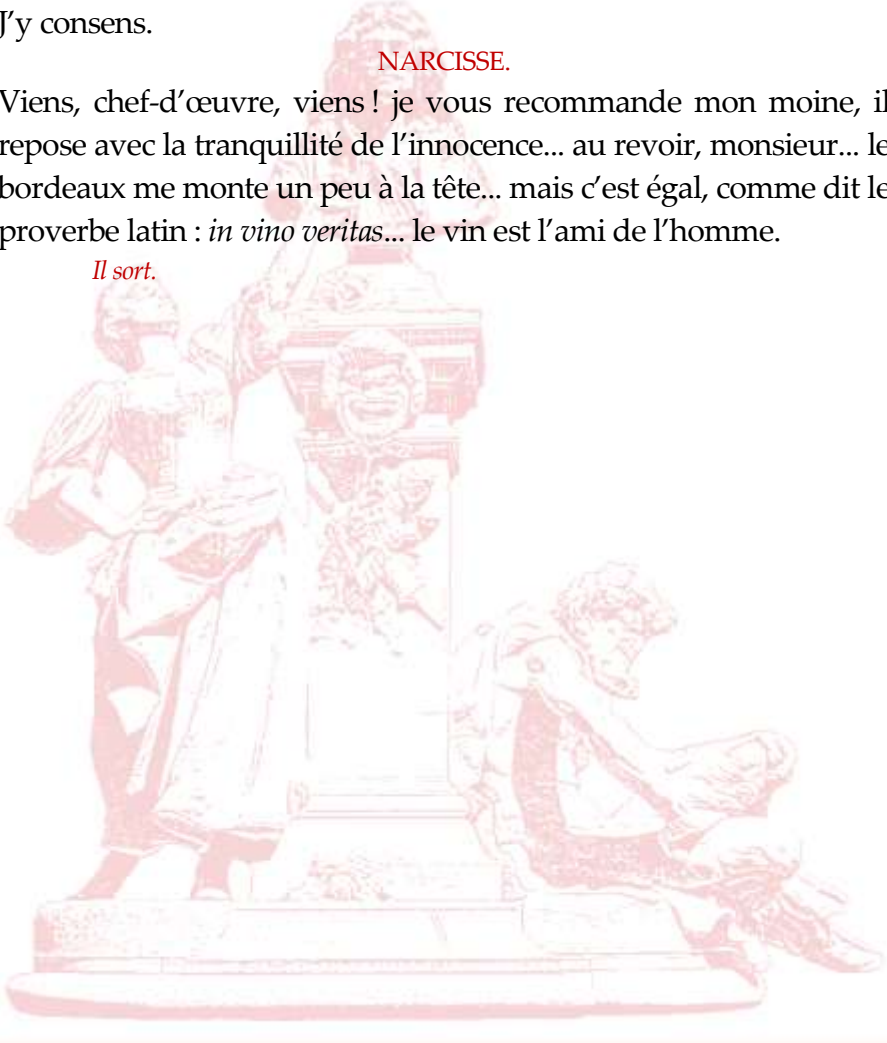 J’y consens.
NARCISSE.
Viens, chef-d’œuvre, viens ! je vous recommande mon moine, il
repose avec la tranquillité de l’innocence... au revoir, monsieur... le
bordeaux me monte un peu à la tête... mais c’est égal, comme dit le
proverbe latin : in vino veritas... le vin est l’ami de l’homme.
Il sort.